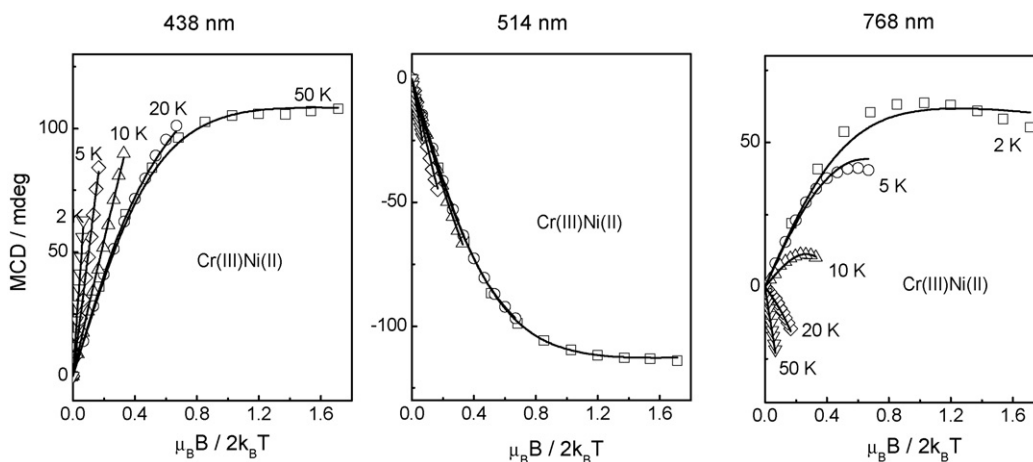 438 nm
514 nm
768 nm
MCD / mdeg
100
50
0
2 K
5 K
10 K
20 K
50 K
Cr(III)Ni(II)
0.0 0.4 0.8 1.2 1.6
μBB / 2kBT
0
-50
-100
Cr(III)Ni(II)
0.0 0.4 0.8 1.2 1.6
μBB / 2kBT
50
0
2 K
5 K
10 K
Cr(III)Ni(II)
20 K
50 K
0.0 0.4 0.8 1.2 1.6
μBB / 2kBT